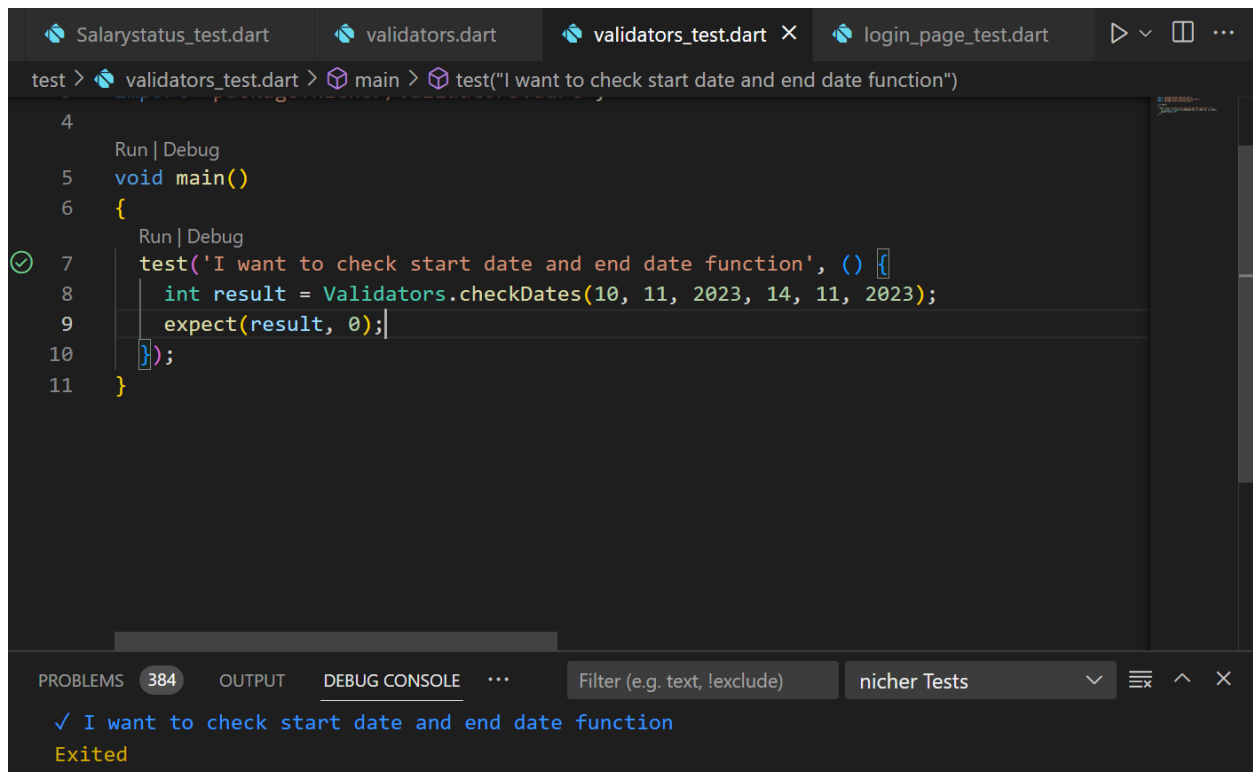 Salarystatus_test.dart validators.dart validators_test.dart login_page_test.dart
test > validators_test.dart > main > test("I want to check start date and end date function")
4
Run | Debug
5 void main()
6 {
Run | Debug
7 test('I want to check start date and end date function', () {
8 int result = Validators.checkDates(10, 11, 2023, 14, 11, 2023);
9 expect(result, 0);
10 });
11 }
PROBLEMS 384 OUTPUT DEBUG CONSOLE ··· Filter (e.g. text, !exclude) nicher Tests
✓ I want to check start date and end date function
Exited